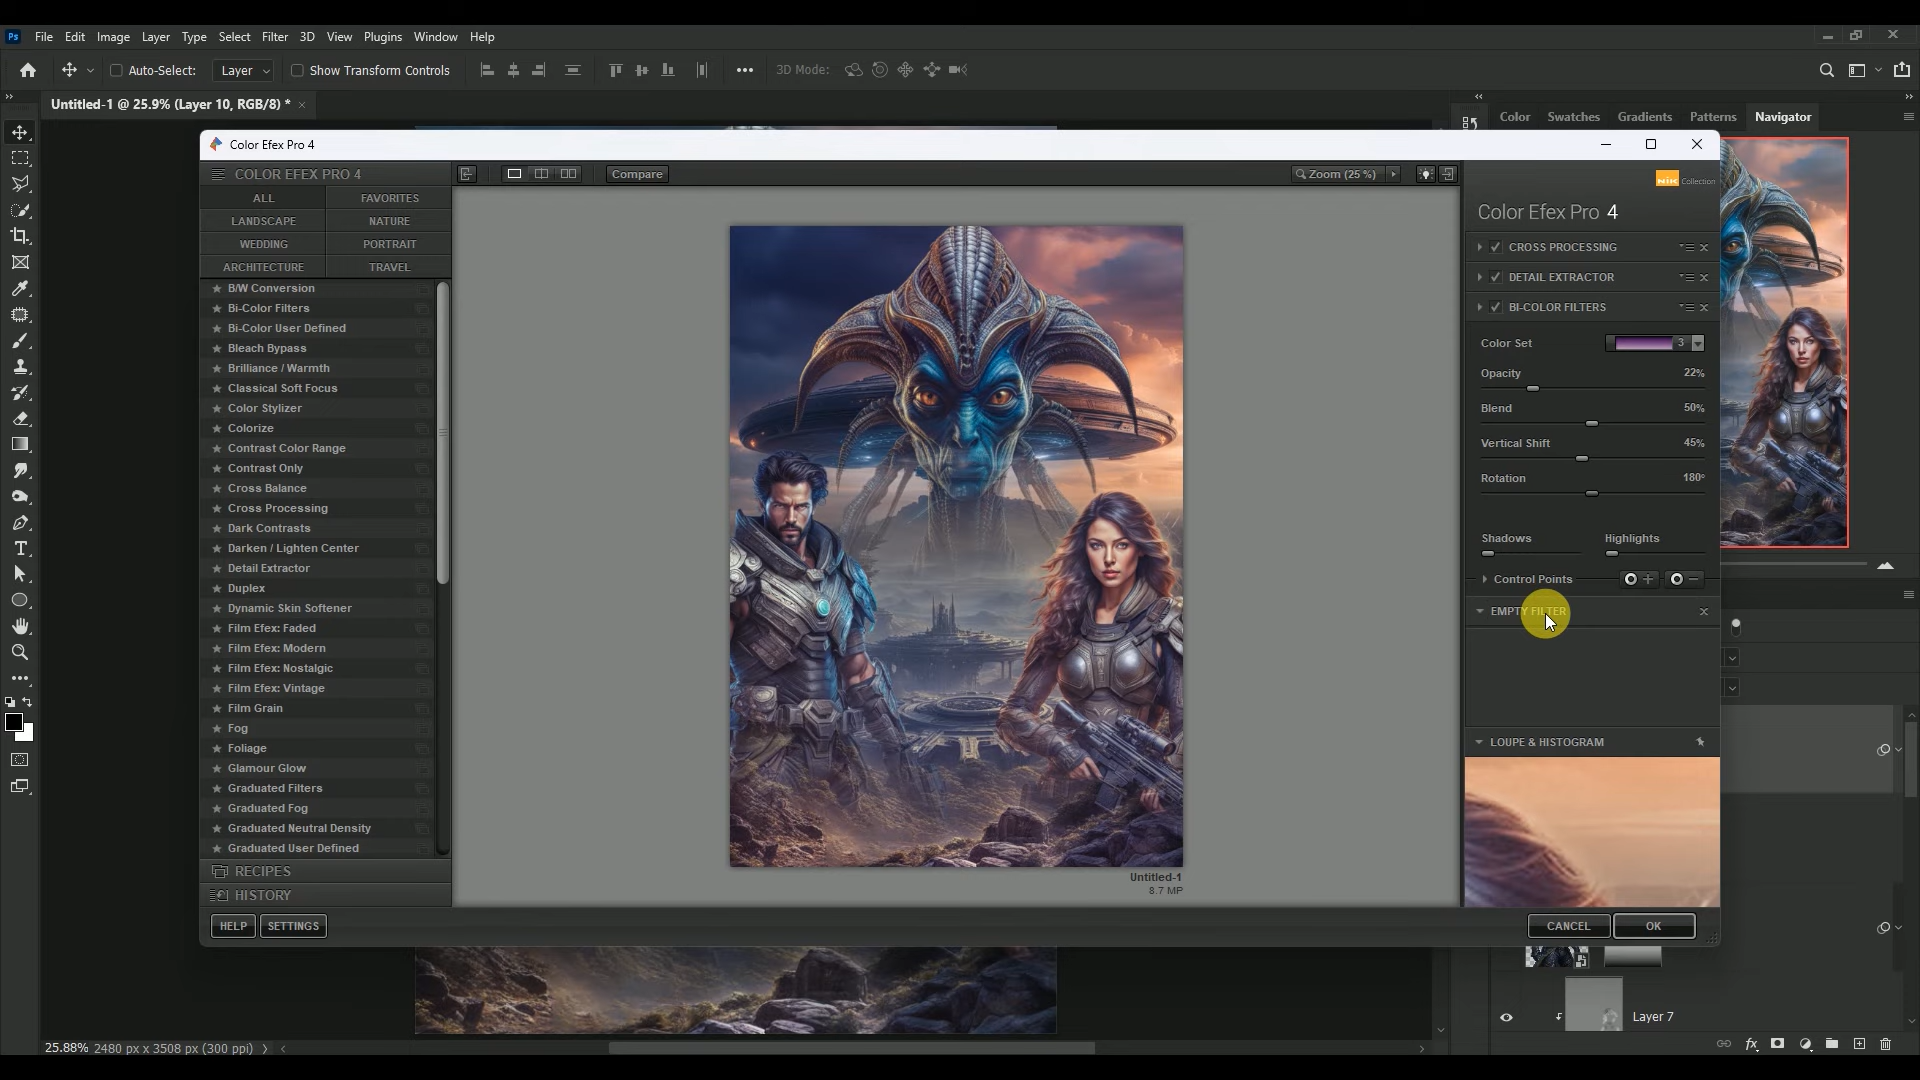 Ps File Edit Image Layer Type Select Filter 3D View Plugins Window Help
Auto-Select: Layer Show Transform Controls 3D Mode:
Untitled-1 @ 25.9% (Layer 10, RGB/8) *
Color Swatches Gradients Patterns Navigator
Color Efex Pro 4
COLOR EFEX PRO 4
Compare
Zoom (25 %)
ALL FAVORITES
LANDSCAPE NATURE
WEDDING PORTRAIT
ARCHITECTURE TRAVEL
B/W Conversion
Bi-Color Filters
Bi-Color User Defined
Bleach Bypass
Brilliance / Warmth
Classical Soft Focus
Color Stylizer
Colorize
Contrast Color Range
Contrast Only
Cross Balance
Cross Processing
Dark Contrasts
Darken / Lighten Center
Detail Extractor
Duplex
Dynamic Skin Softener
Film Efex: Faded
Film Efex: Modern
Film Efex: Nostalgic
Film Efex: Vintage
Film Grain
Fog
Foliage
Glamour Glow
Graduated Filters
Graduated Fog
Graduated Neutral Density
Graduated User Defined
RECIPES
HISTORY
HELP SETTINGS
Untitled-1
8.7 MP
NIK Collection
Color Efex Pro 4
CROSS PROCESSING
DETAIL EXTRACTOR
BI-COLOR FILTERS
Color Set 3
Opacity 22%
Blend 50%
Vertical Shift 45%
Rotation 180°
Shadows Highlights
Control Points
EMPTY FILTER
LOUPE & HISTOGRAM
CANCEL OK
Layer 7
25.88% 2480 px x 3508 px (300 ppi)